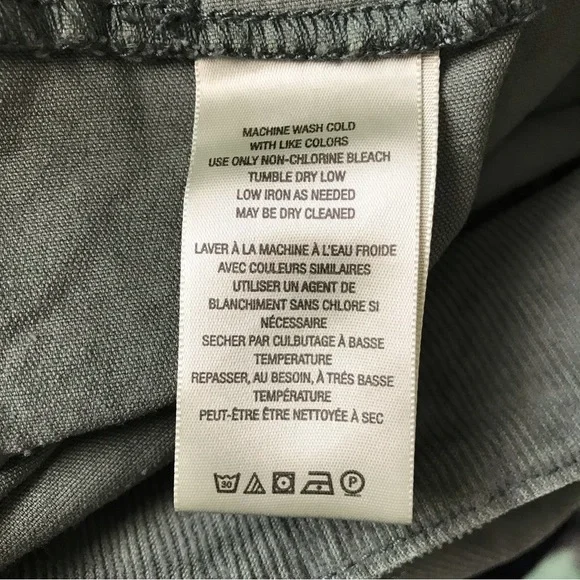 MACHINE WASH COLD
WITH LIKE COLORS
USE ONLY NON-CHLORINE BLEACH
TUMBLE DRY LOW
LOW IRON AS NEEDED
MAY BE DRY CLEANED
LAVER À LA MACHINE À L'EAU FROIDE
AVEC COULEURS SIMILAIRES
UTILISER UN AGENT DE
BLANCHIMENT SANS CHLORE SI
NÉCESSAIRE
SECHER PAR CULBUTAGE À BASSE
TEMPERATURE
REPASSER, AU BESOIN, À TRÉS BASSE
TEMPÉRATURE
PEUT-ÊTRE ÊTRE NETTOYÉE À SEC
30 P